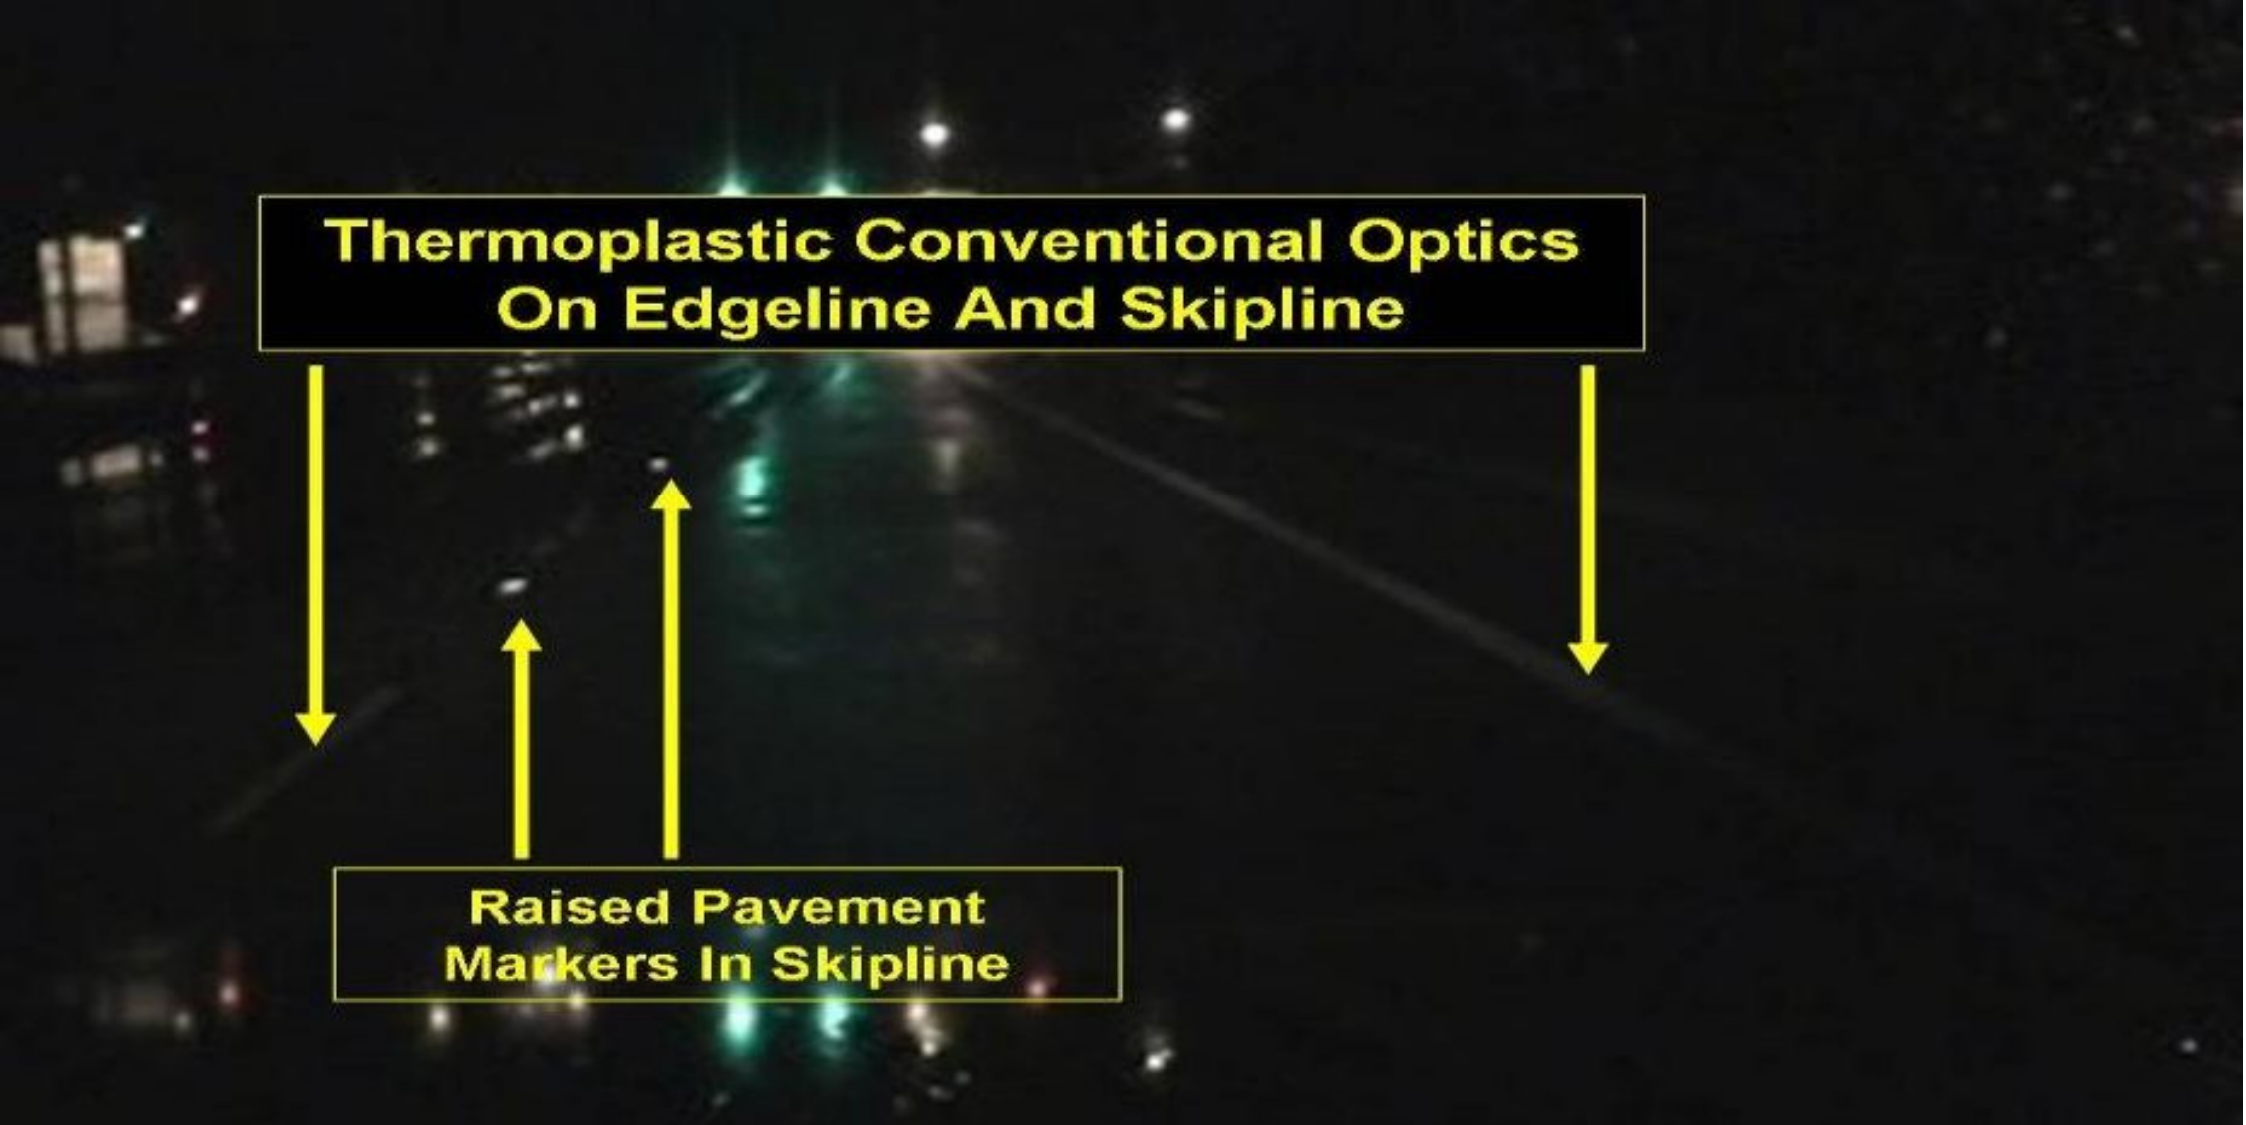 Thermoplastic Conventional Optics
On Edgeline And Skipline
Raised Pavement
Markers In Skipline